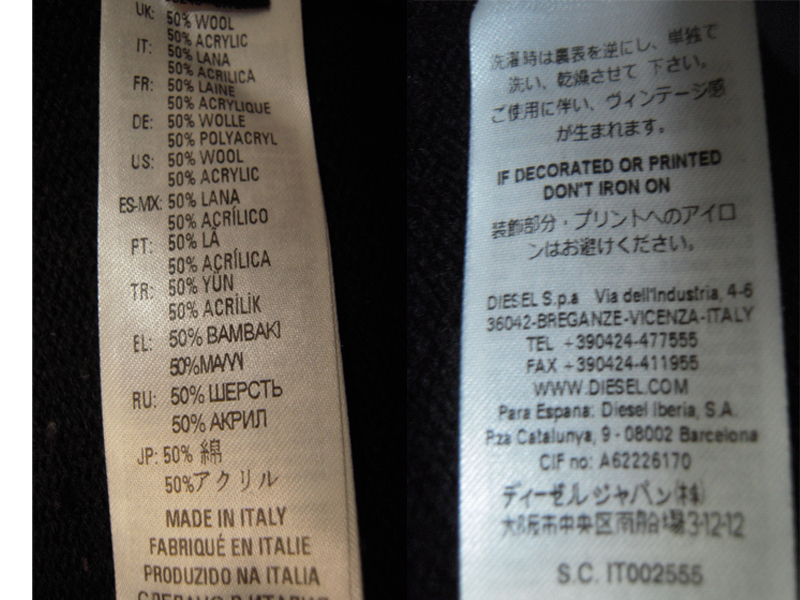 UK: 50% WOOL
50% ACRYLIC
IT: 50% LANA
50% ACRILICA
FR: 50% LAINE
50% ACRYLIQUE
DE: 50% WOLLE
50% POLYACRYL
US: 50% WOOL
50% ACRYLIC
ES-MX: 50% LANA
50% ACRÍLICO
PT: 50% LÃ
50% ACRÍLICA
TR: 50% YÜN
50% ACRİLİK
EL: 50% ΒΑΜΒΑΚΙ
50%
RU: 50% ШЕРСТЬ
50% АКРИЛ
JP: 50% 綿
50%アクリル
MADE IN ITALY
FABRIQUÉ EN ITALIE
PRODUZIDO NA ITALIA
СДЕЛАНО В ИТАЛИИ
洗濯時は裏表を逆にし、単独で
洗い、乾燥させて 下さい。
ご使用に伴い、ヴィンテージ感
が生まれます。
IF DECORATED OR PRINTED
DON'T IRON ON
装飾部分・プリントへのアイロ
ンはお避けください。
DIESEL S.p.a Via dell'Industria, 4-6
36042-BREGANZE-VICENZA-ITALY
TEL +390424-477555
FAX +390424-411955
WWW.DIESEL.COM
Para Espana: Diesel Iberia, S.A.
Pza Catalunya, 9 - 08002 Barcelona
CIF no: A62226170
ディーゼル ジャパン(株)
大阪市中央区南船場3-12-12
S.C. IT002555